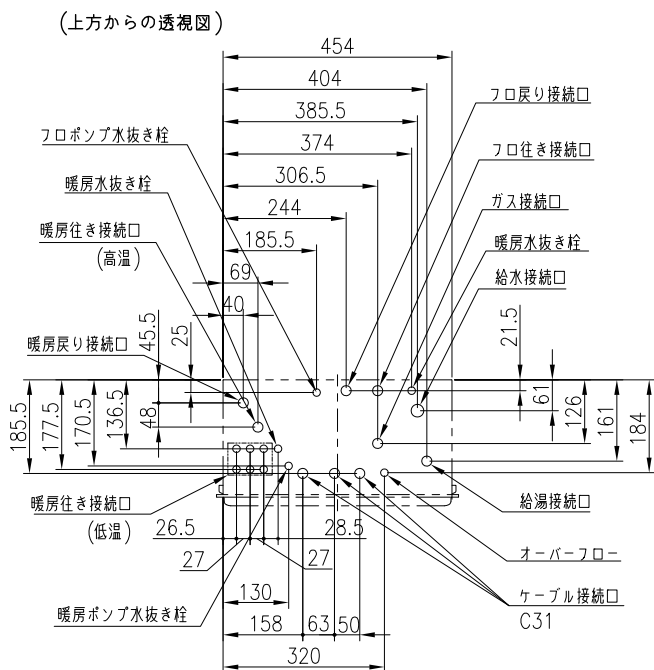 (上方からの透視図)
454
404
385.5
374
306.5
244
185.5
69
40
フロポンプ水抜き栓
暖房水抜き栓
暖房往き接続口
(高温)
暖房戻り接続口
フロ戻り接続口
フロ往き接続口
ガス接続口
暖房水抜き栓
給水接続口
45.5
25
48
185.5
177.5
170.5
136.5
21.5
61
126
161
184
暖房往き接続口
(低温)
26.5
28.5
27
27
暖房ポンプ水抜き栓
130
158
63
50
320
給湯接続口
オーバーフロー
ケーブル接続口
C31